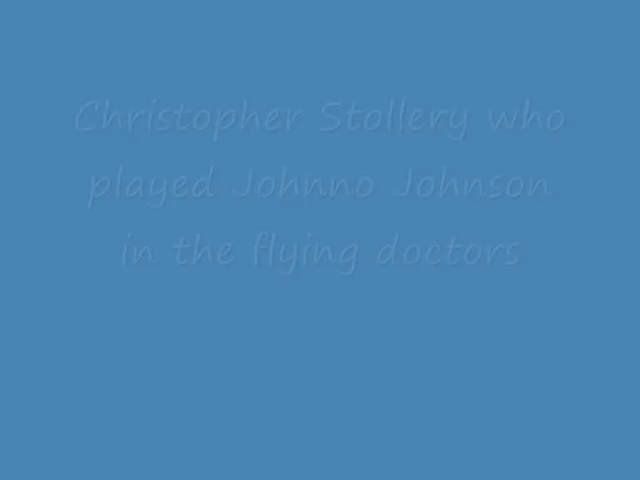 Christopher Stollery who
played Johnno Johnson
in the flying doctors